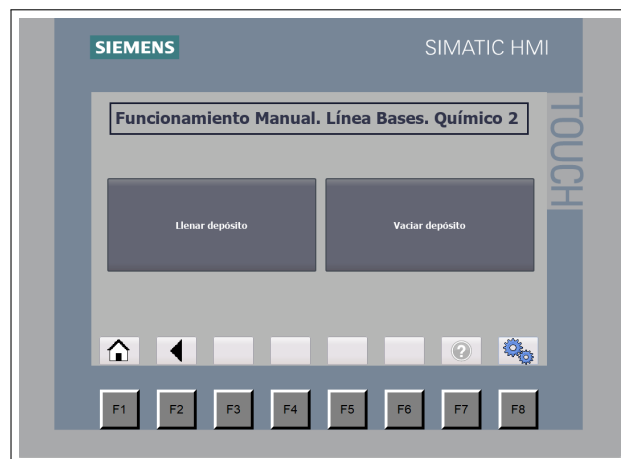 SIEMENS
SIMATIC HMI
TOUCH
Funcionamiento Manual. Línea Bases. Químico 2
Llenar depósito
Vaciar depósito
?
F1
F2
F3
F4
F5
F6
F7
F8